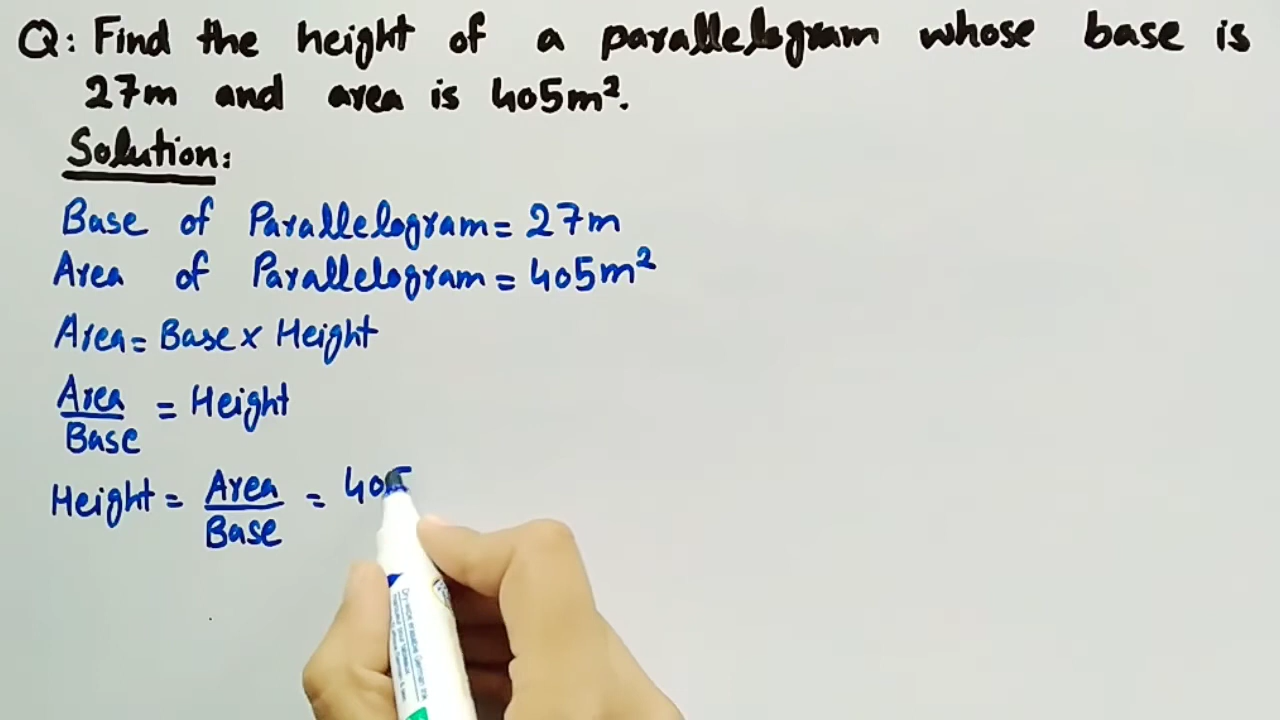 Q: Find the height of a parallelogram whose base is
27m and area is 405m².
Solution:
Base of Parallelogram = 27m
Area of Parallelogram = 405m²
Area = Base × Height
Area
Base
= Height
Height =
Area
Base
= 405